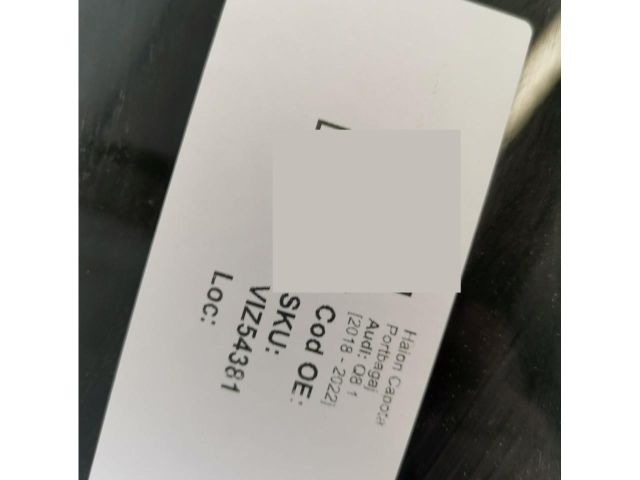 Haion Capota
Portbagaj
Audi: Q8 1
[2018 - 2022]
Cod OE:
SKU:
VIZ54381
Loc: